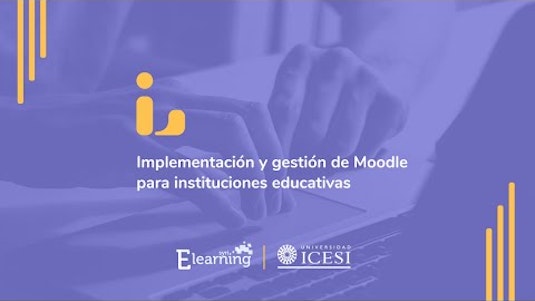 Implementación y gestión de Moodle
para instituciones educativas
Elearning
UNIVERSIDAD
ICESI